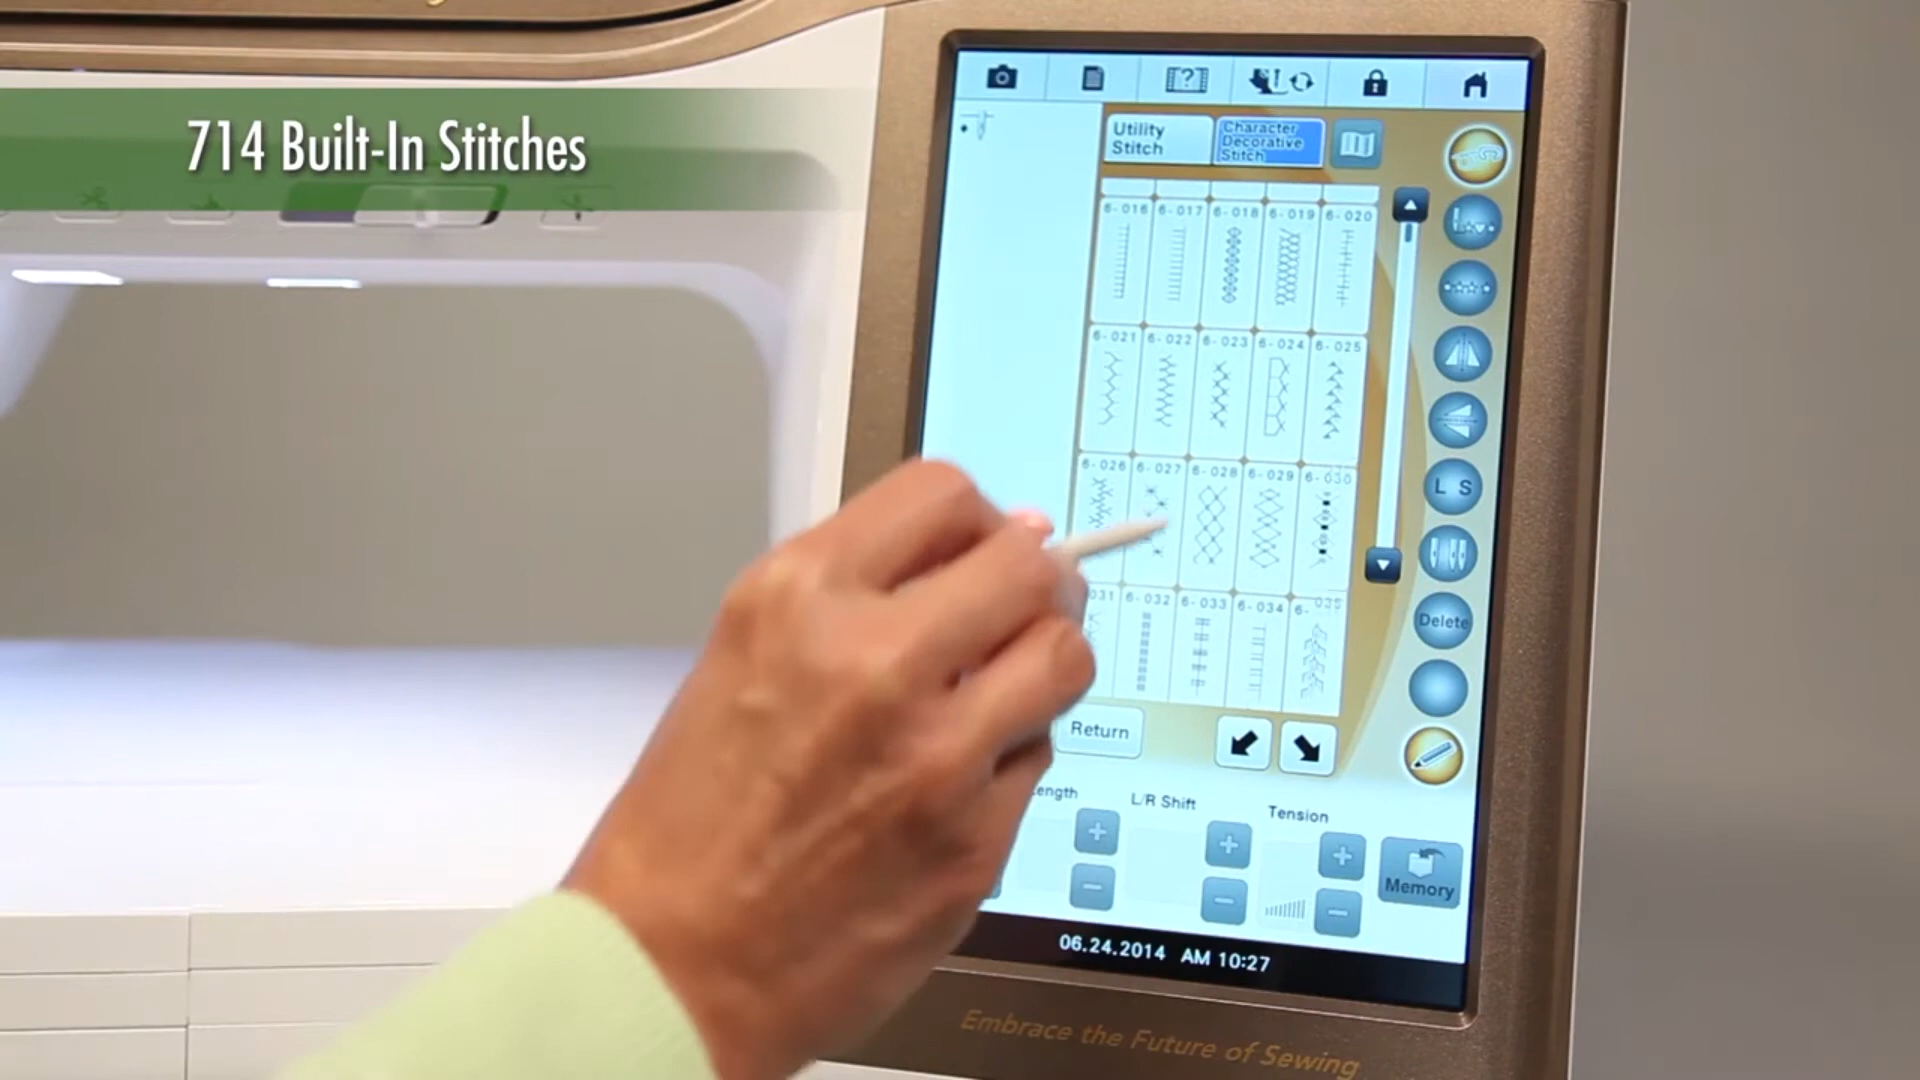 714 Built-In Stitches
Utility
Stitch
Character
Decorative
Stitch
6-016 6-017 6-018 6-019 6-020
6-021 6-022 6-023 6-024 6-025
6-026 6-027 6-028 6-029 6-030
031 6-032 6-033 6-034 6-035
L S
Delete
Return
L/R Shift
Tension
Memory
06.24.2014 AM 10:27
Embrace the Future of Sewing